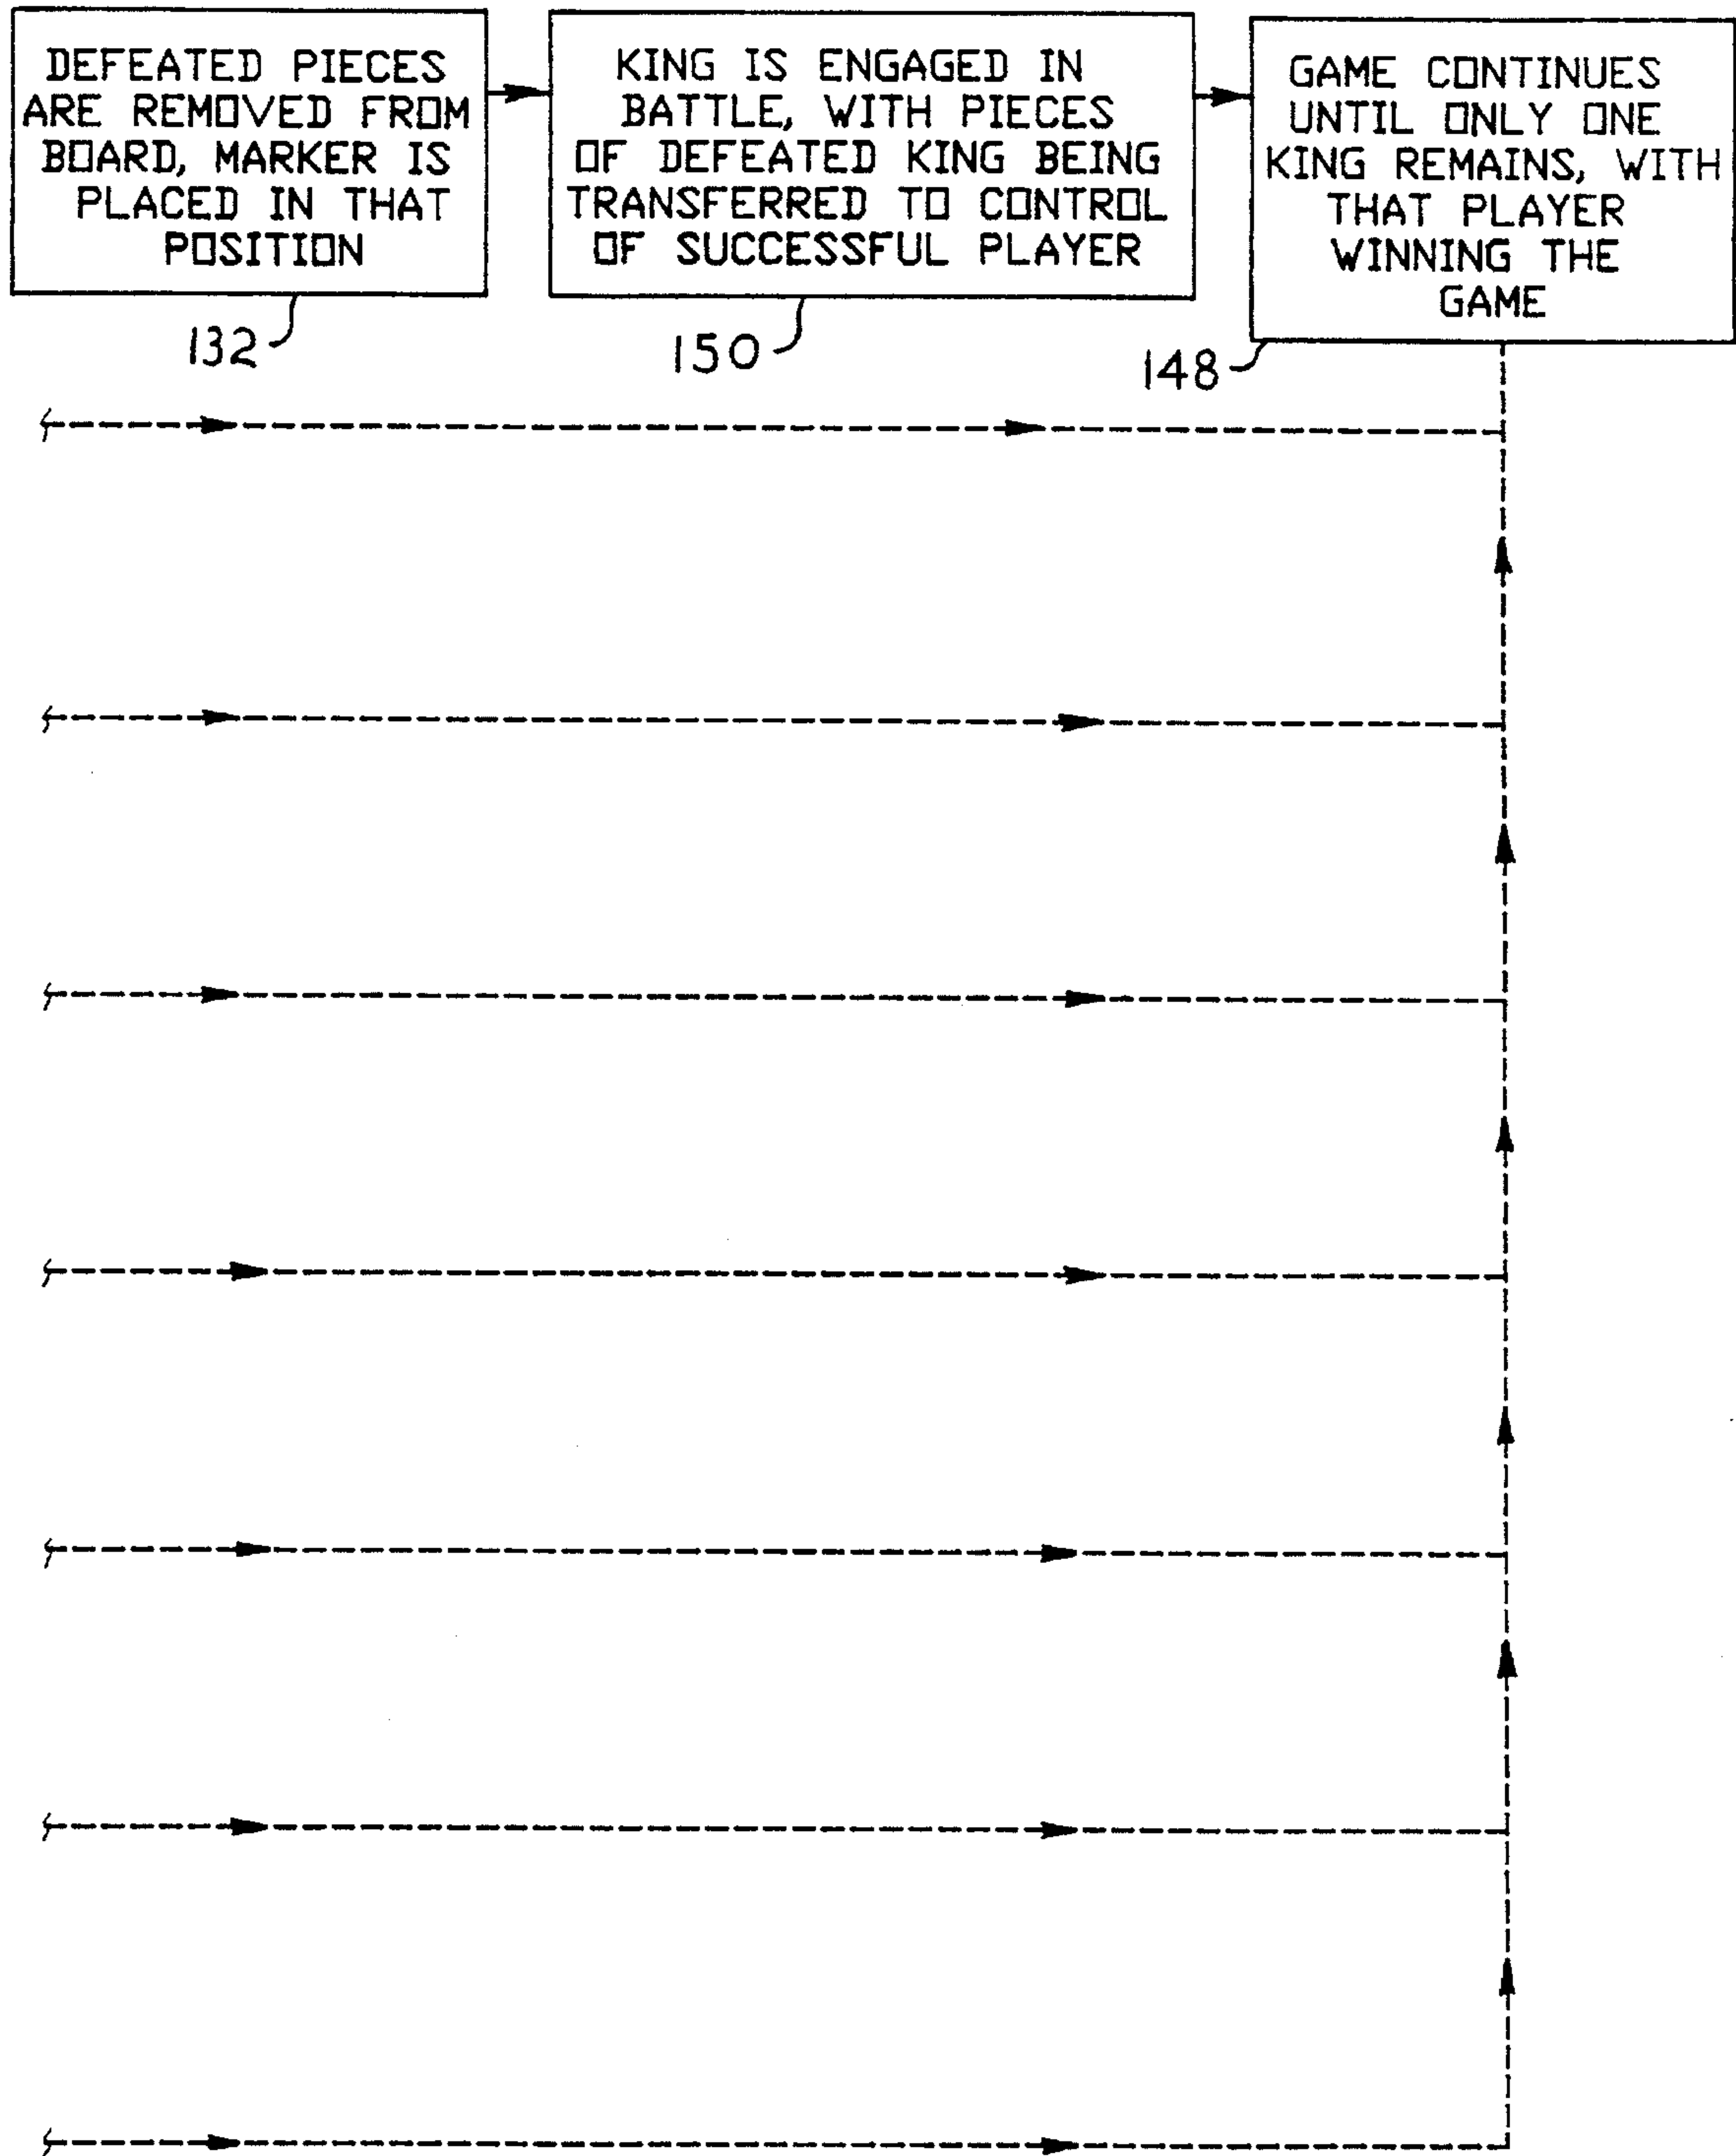 DEFEATED PIECES
ARE REMOVED FROM
BOARD, MARKER IS
PLACED IN THAT
POSITION
132
KING IS ENGAGED IN
BATTLE, WITH PIECES
OF DEFEATED KING BEING
TRANSFERRED TO CONTROL
OF SUCCESSFUL PLAYER
150
GAME CONTINUES
UNTIL ONLY ONE
KING REMAINS, WITH
THAT PLAYER
WINNING THE
GAME
148